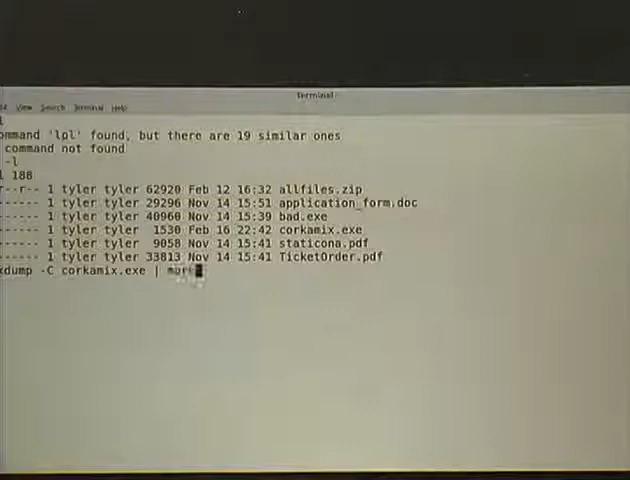 Terminal
View Search Terminal Help
l
ommand 'lpl' found, but there are 19 similar ones
command not found
-l
l 188
r--r-- 1 tyler tyler 62920 Feb 12 16:32 allfiles.zip
------ 1 tyler tyler 29296 Nov 14 15:51 application_form.doc
------ 1 tyler tyler 40960 Nov 14 15:39 bad.exe
------ 1 tyler tyler 1530 Feb 16 22:42 corkamix.exe
------ 1 tyler tyler 9058 Nov 14 15:41 staticona.pdf
------ 1 tyler tyler 33813 Nov 14 15:41 TicketOrder.pdf
xdump -C corkamix.exe | more